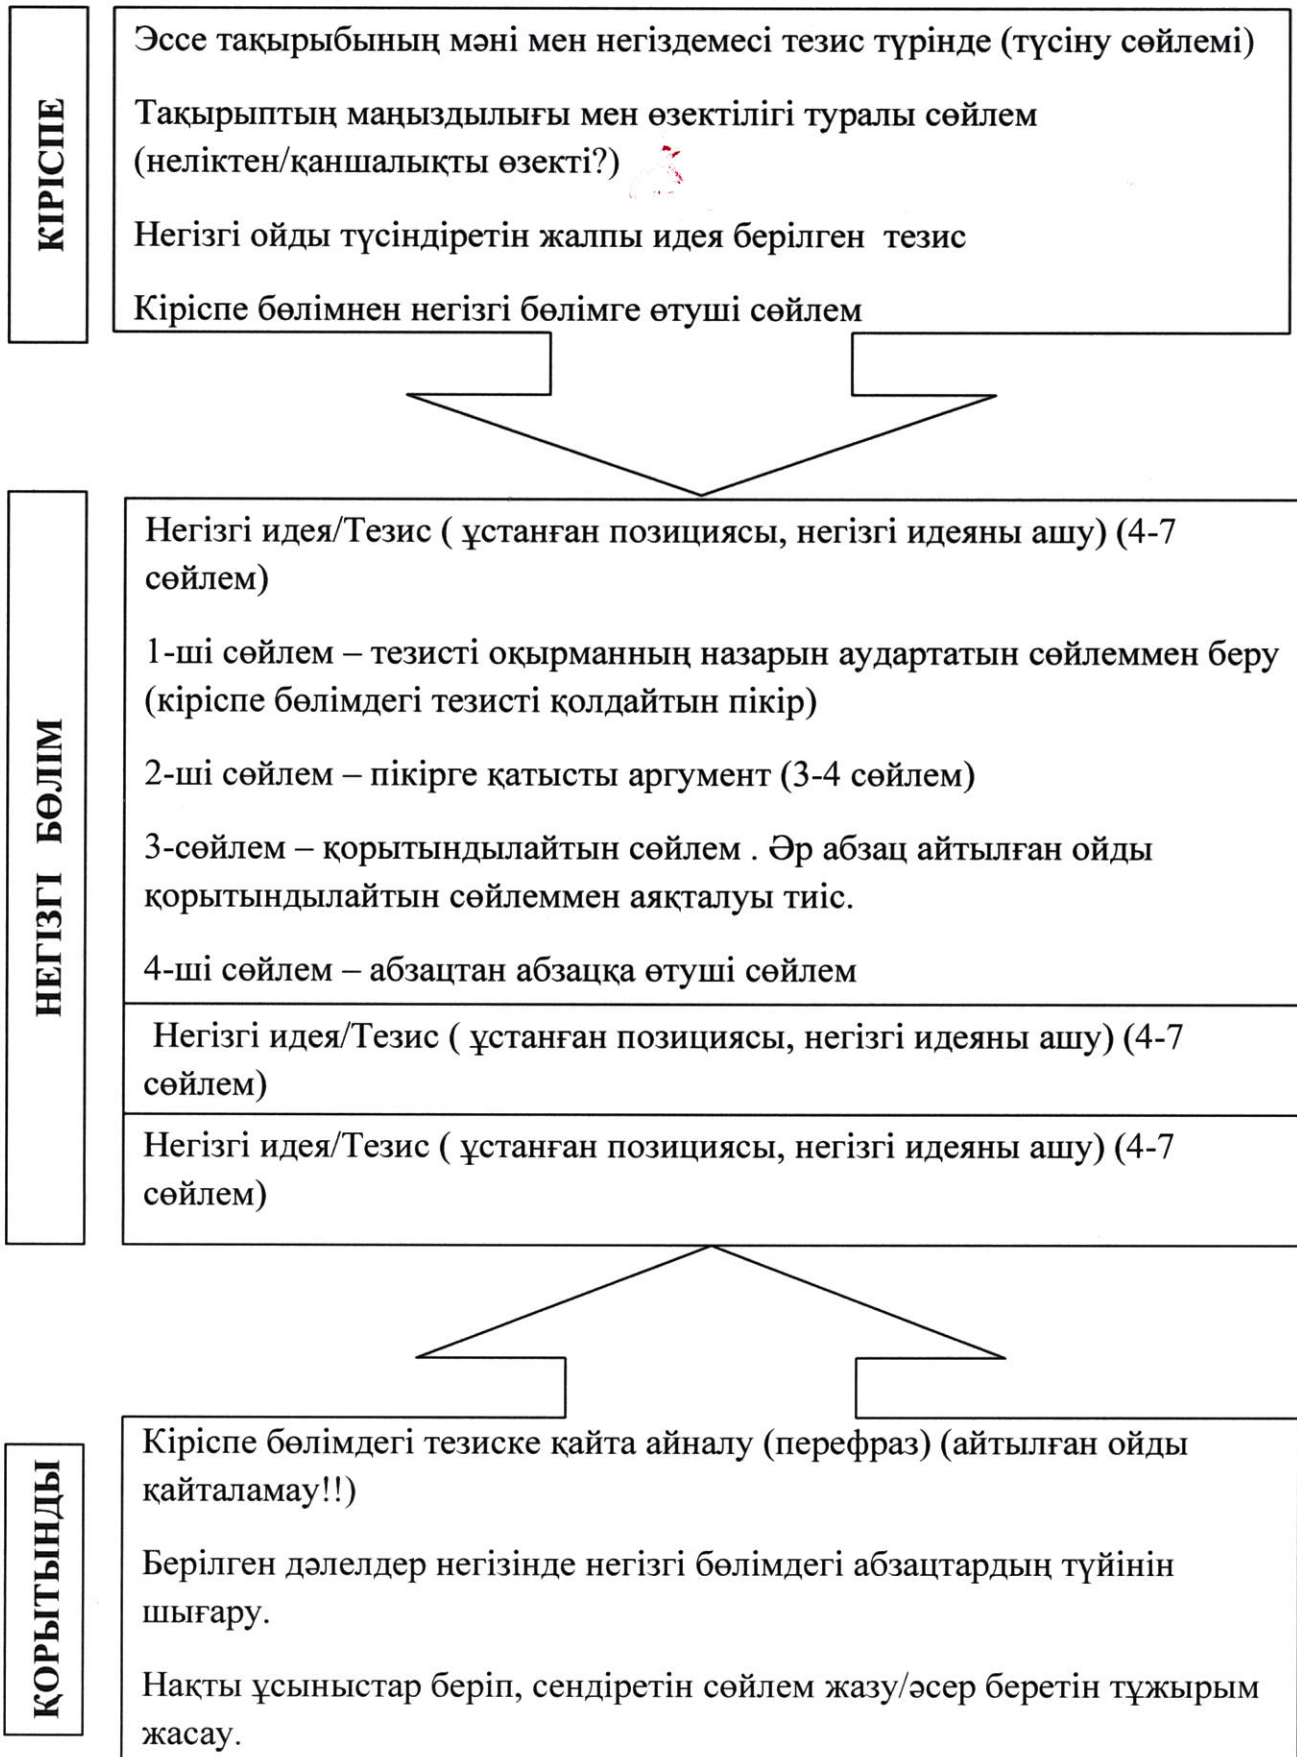 КІРІСПЕ
Эссе тақырыбының мәні мен негіздемесі тезис түрінде (түсіну сөйлемі)
Тақырыптың маңыздылығы мен өзектілігі туралы сөйлем
(неліктен/қаншалықты өзекті?)
Негізгі ойды түсіндіретін жалпы идея берілген тезис
Кіріспе бөлімнен негізгі бөлімге өтуші сөйлем
НЕГІЗГІ БӨЛІМ
Негізгі идея/Тезис ( ұстанған позициясы, негізгі идеяны ашу) (4-7
сөйлем)
1-ші сөйлем – тезисті оқырманның назарын аудартатын сөйлеммен беру
(кіріспе бөлімдегі тезисті қолдайтын пікір)
2-ші сөйлем – пікірге қатысты аргумент (3-4 сөйлем)
3-сөйлем – қорытындылайтын сөйлем . Әр абзац айтылған ойды
қорытындылайтын сөйлеммен аяқталуы тиіс.
4-ші сөйлем – абзацтан абзацқа өтуші сөйлем
Негізгі идея/Тезис ( ұстанған позициясы, негізгі идеяны ашу) (4-7
сөйлем)
Негізгі идея/Тезис ( ұстанған позициясы, негізгі идеяны ашу) (4-7
сөйлем)
ҚОРЫТЫНДЫ
Кіріспе бөлімдегі тезиске қайта айналу (перефраз) (айтылған ойды
қайталамау!!)
Берілген дәлелдер негізінде негізгі бөлімдегі абзацтардың түйінін
шығару.
Нақты ұсыныстар беріп, сендіретін сөйлем жазу/әсер беретін тұжырым
жасау.